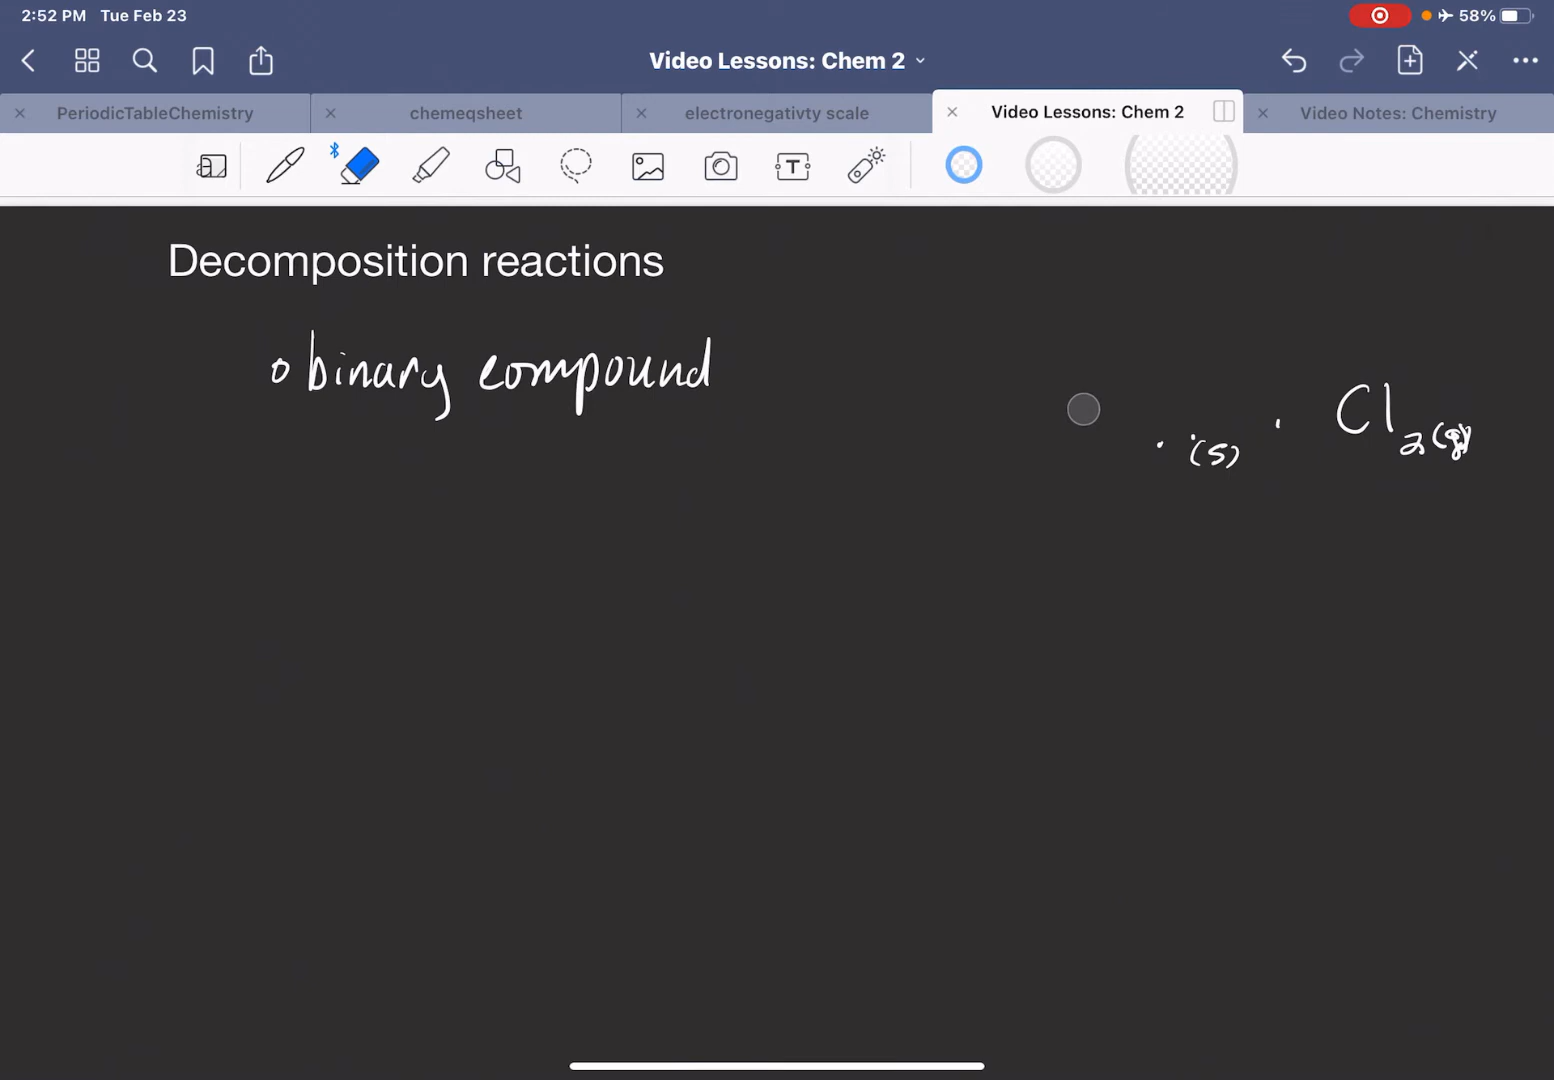 2:52 PM Tue Feb 23
58%
Video Lessons: Chem 2
PeriodicTableChemistry
chemeqsheet
electronegativty scale
Video Lessons: Chem 2
Video Notes: Chemistry
Decomposition reactions
binary compound
(s) Cl2(g)